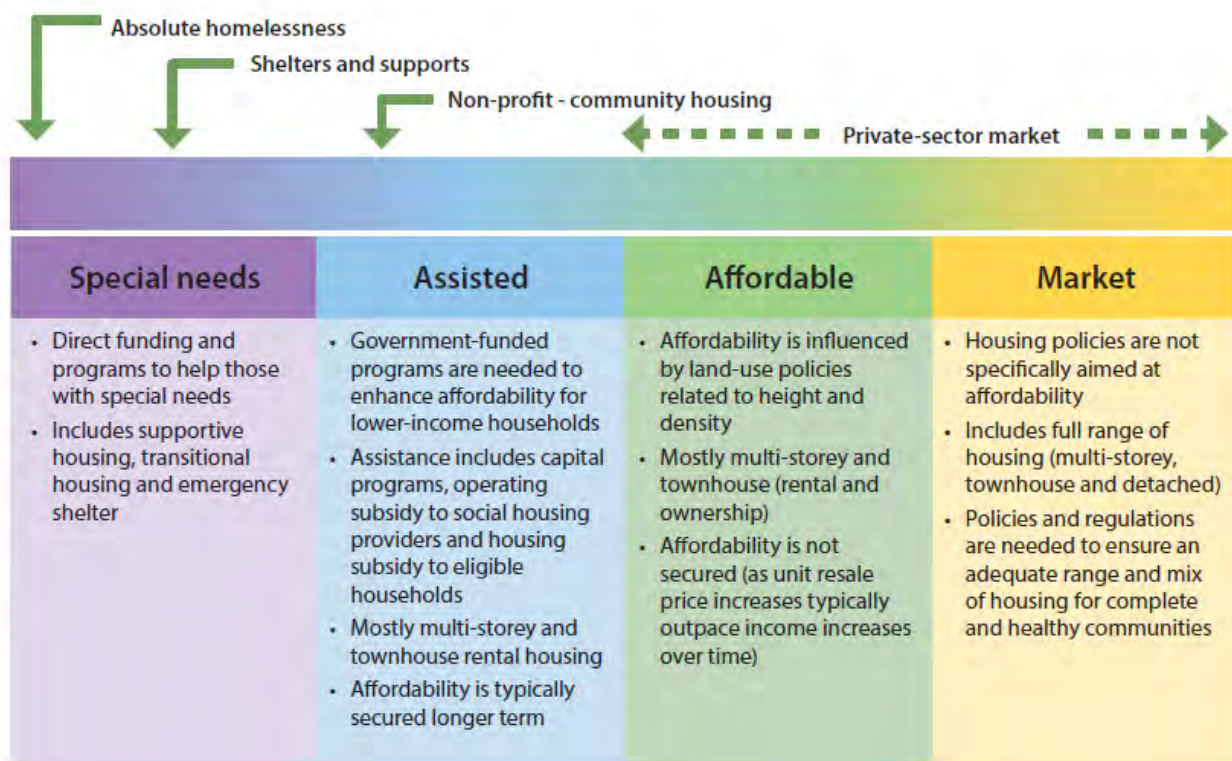 Absolute homelessness
Shelters and supports
Non-profit - community housing
Private-sector market
Special needs
• Direct funding and
programs to help those
with special needs
• Includes supportive
housing, transitional
housing and emergency
shelter
Assisted
• Government-funded
programs are needed to
enhance affordability for
lower-income households
• Assistance includes capital
programs, operating
subsidy to social housing
providers and housing
subsidy to eligible
households
• Mostly multi-storey and
townhouse rental housing
• Affordability is typically
secured longer term
Affordable
• Affordability is influenced
by land-use policies
related to height and
density
• Mostly multi-storey and
townhouse (rental and
ownership)
• Affordability is not
secured (as unit resale
price increases typically
outpace income increases
over time)
Market
• Housing policies are not
specifically aimed at
affordability
• Includes full range of
housing (multi-storey,
townhouse and detached)
• Policies and regulations
are needed to ensure an
adequate range and mix
of housing for complete
and healthy communities